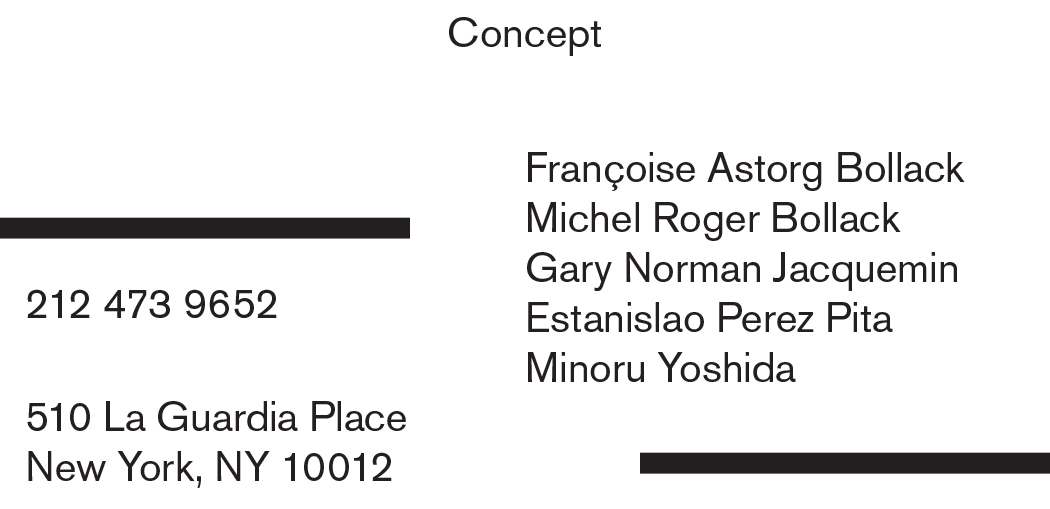 Concept
Françoise Astorg Bollack
Michel Roger Bollack
Gary Norman Jacquemin
Estanislao Perez Pita
Minoru Yoshida
212 473 9652
510 La Guardia Place
New York, NY 10012